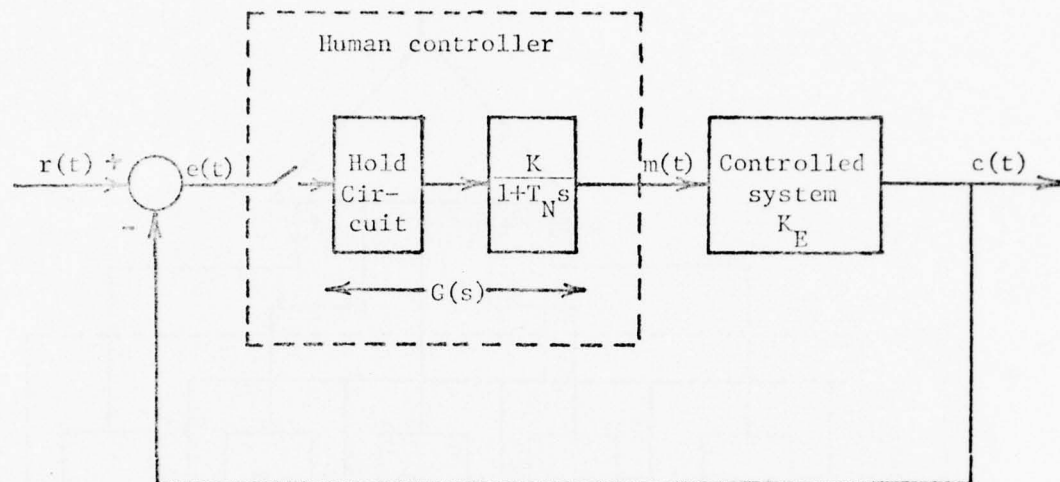 Human controller
r(t)
+
e(t)
-
Hold
Cir-
cuit
K
1+T_N s
m(t)
Controlled
system
K_E
c(t)
G(s)